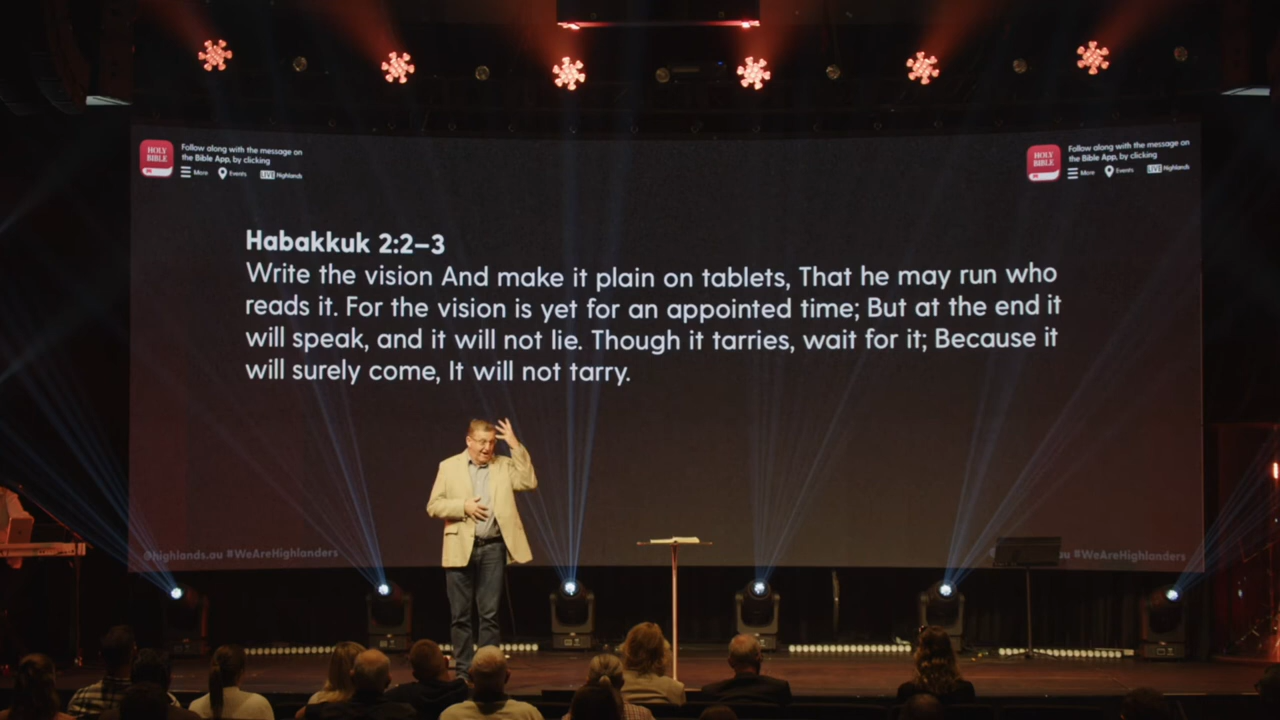 HOLY
BIBLE
Follow along with the message on
the Bible App, by clicking
More Events LIVE Highlands
HOLY
BIBLE
Follow along with the message on
the Bible App, by clicking
More Events LIVE Highlands
Habakkuk 2:2–3
Write the vision And make it plain on tablets, That he may run who
reads it. For the vision is yet for an appointed time; But at the end it
will speak, and it will not lie. Though it tarries, wait for it; Because it
will surely come, It will not tarry.
@highlands.au #WeAreHighlanders
au #WeAreHighlanders